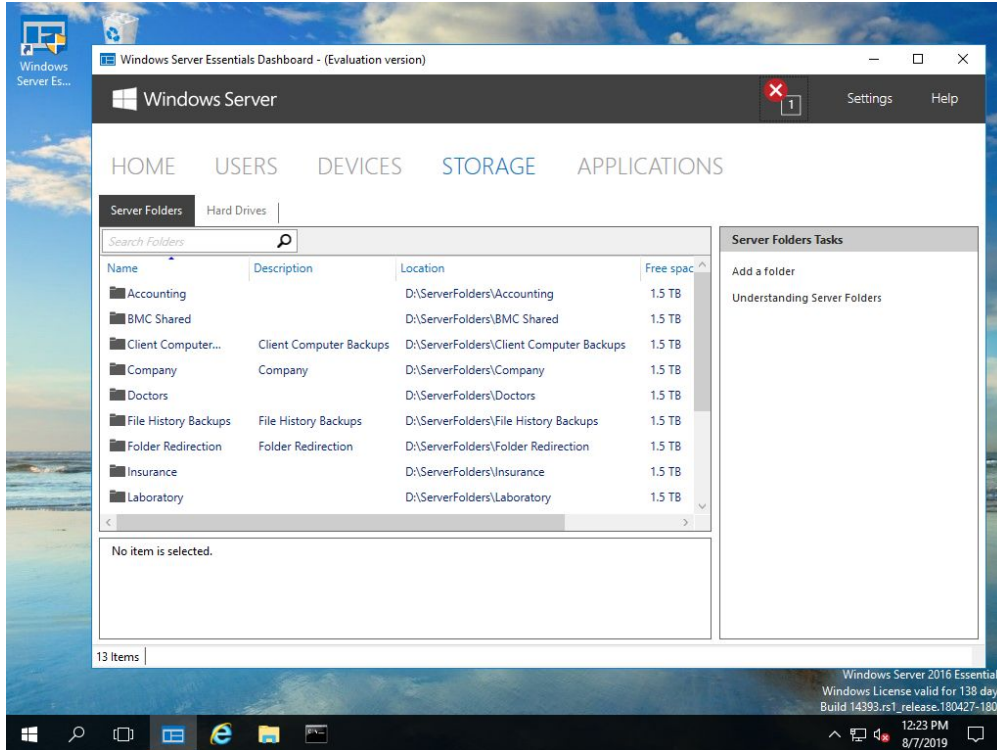 Windows
Server Es...
Windows Server Essentials Dashboard - (Evaluation version)
Windows Server
1
Settings
Help
HOME
USERS
DEVICES
STORAGE
APPLICATIONS
Server Folders
Hard Drives
Search Folders
Name Description Location Free spac
Accounting D:\ServerFolders\Accounting 1.5 TB
BMC Shared D:\ServerFolders\BMC Shared 1.5 TB
Client Computer... Client Computer Backups D:\ServerFolders\Client Computer Backups 1.5 TB
Company Company D:\ServerFolders\Company 1.5 TB
Doctors D:\ServerFolders\Doctors 1.5 TB
File History Backups File History Backups D:\ServerFolders\File History Backups 1.5 TB
Folder Redirection Folder Redirection D:\ServerFolders\Folder Redirection 1.5 TB
Insurance D:\ServerFolders\Insurance 1.5 TB
Laboratory D:\ServerFolders\Laboratory 1.5 TB
Server Folders Tasks
Add a folder
Understanding Server Folders
No item is selected.
13 Items
Windows Server 2016 Essential
Windows License valid for 138 day
Build 14393.rs1_release.180427-180
12:23 PM
8/7/2019